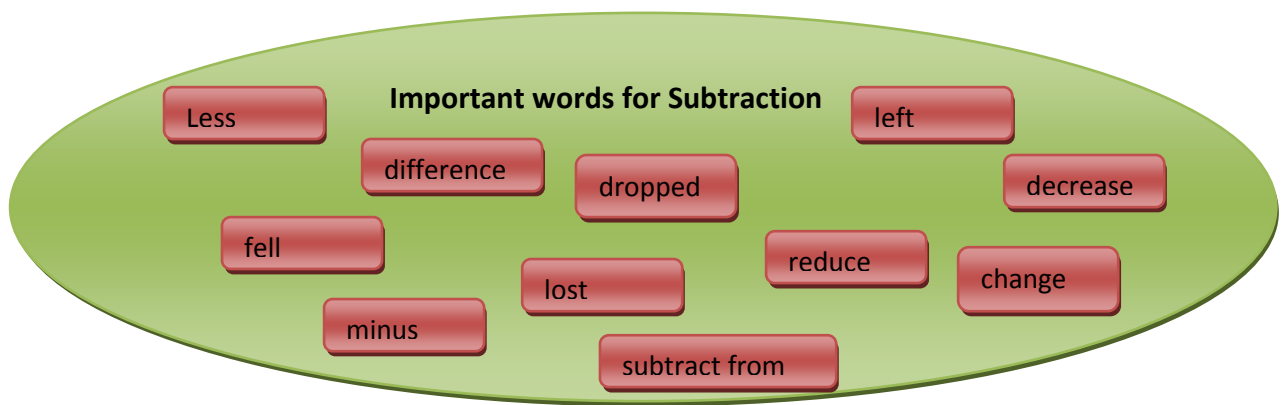 Important words for Subtraction
Less
left
difference
dropped
decrease
fell
reduce
change
lost
minus
subtract from